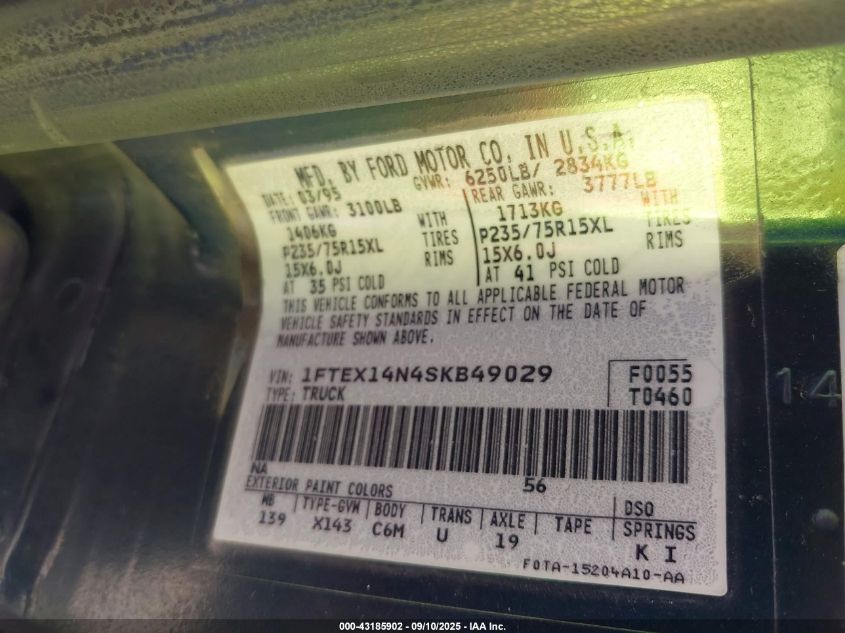 MFD. BY FORD MOTOR CO. IN U.S.A.
DATE: 03/95 GVWR: 6250LB/ 2834KG
FRONT GAWR: 3100LB REAR GAWR: 3777LB
1406KG WITH 1713KG WITH
P235/75R15XL TIRES P235/75R15XL TIRES
15X6.0J RIMS 15X6.0J RIMS
AT 35 PSI COLD AT 41 PSI COLD
THIS VEHICLE CONFORMS TO ALL APPLICABLE FEDERAL MOTOR
VEHICLE SAFETY STANDARDS IN EFFECT ON THE DATE OF
MANUFACTURE SHOWN ABOVE.
VIN: 1FTEX14N4SKB49029 F0055
TYPE: TRUCK T0460
14
NA 56
EXTERIOR PAINT COLORS DSO
WB TYPE-GVW BODY TRANS AXLE TAPE SPRINGS
139 X143 C6M U 19 K I
F0TA-15204A10-AA
000-43185902 - 09/10/2025 - IAA Inc.